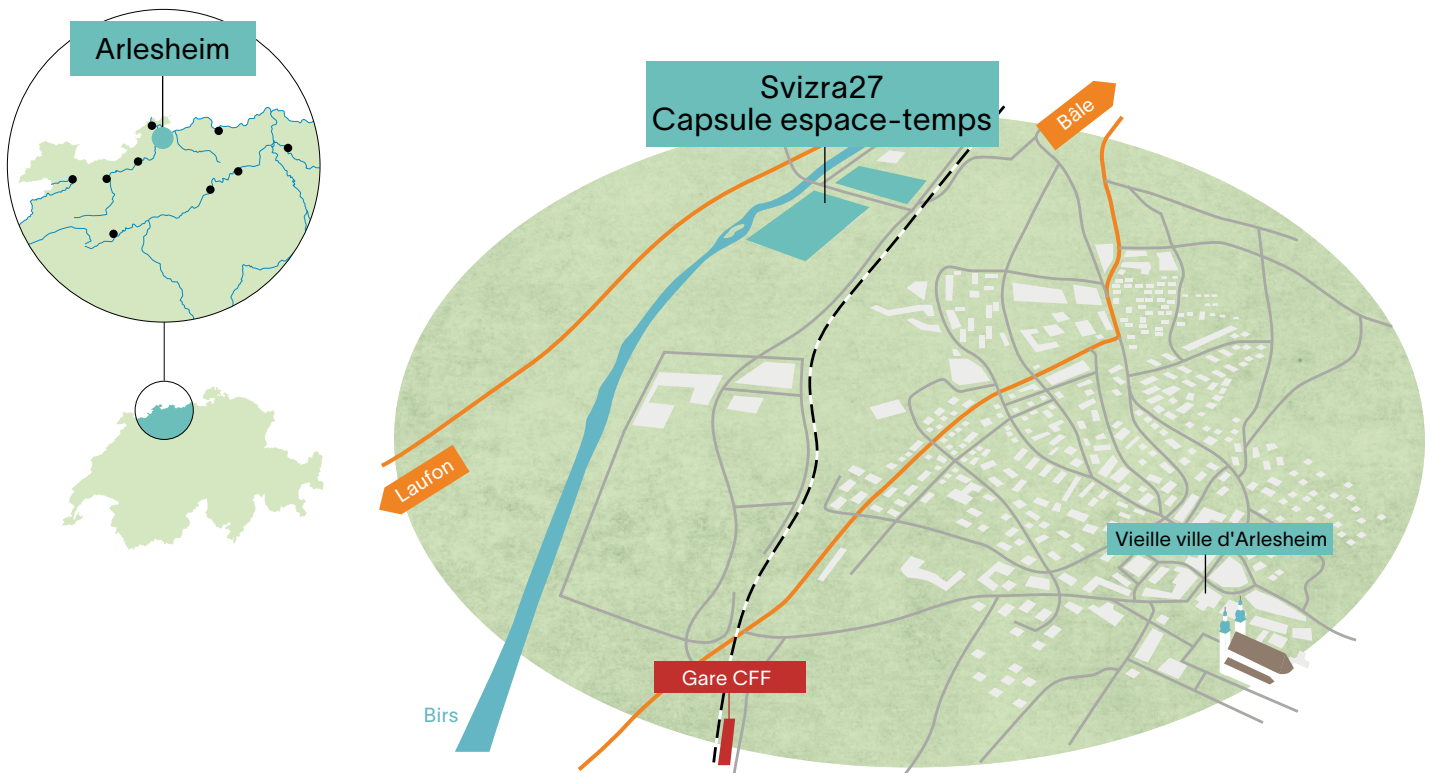 Arlesheim
Svizra27
Capsule espace-temps
Bâle
Laufon
Vieille ville d'Arlesheim
Gare CFF
Birs